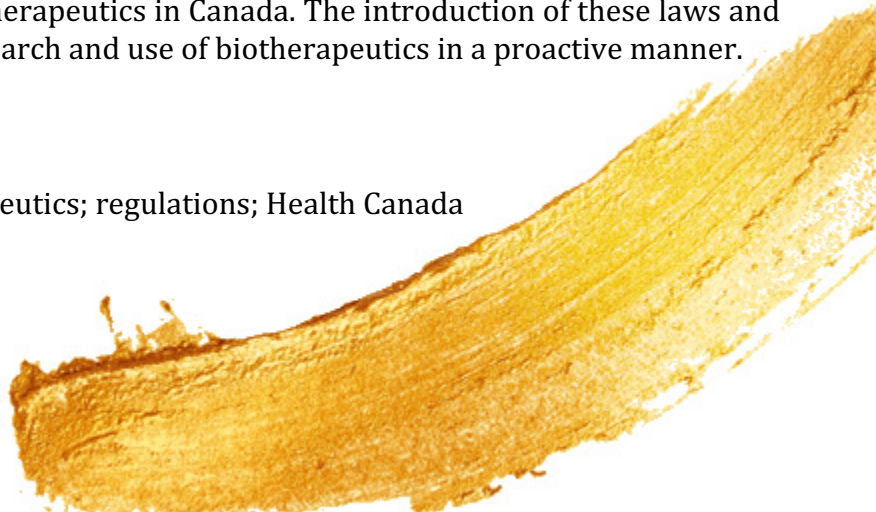 herapeutics in Canada. The introduction of these laws and
arch and use of biotherapeutics in a proactive manner.
eutics; regulations; Health Canada